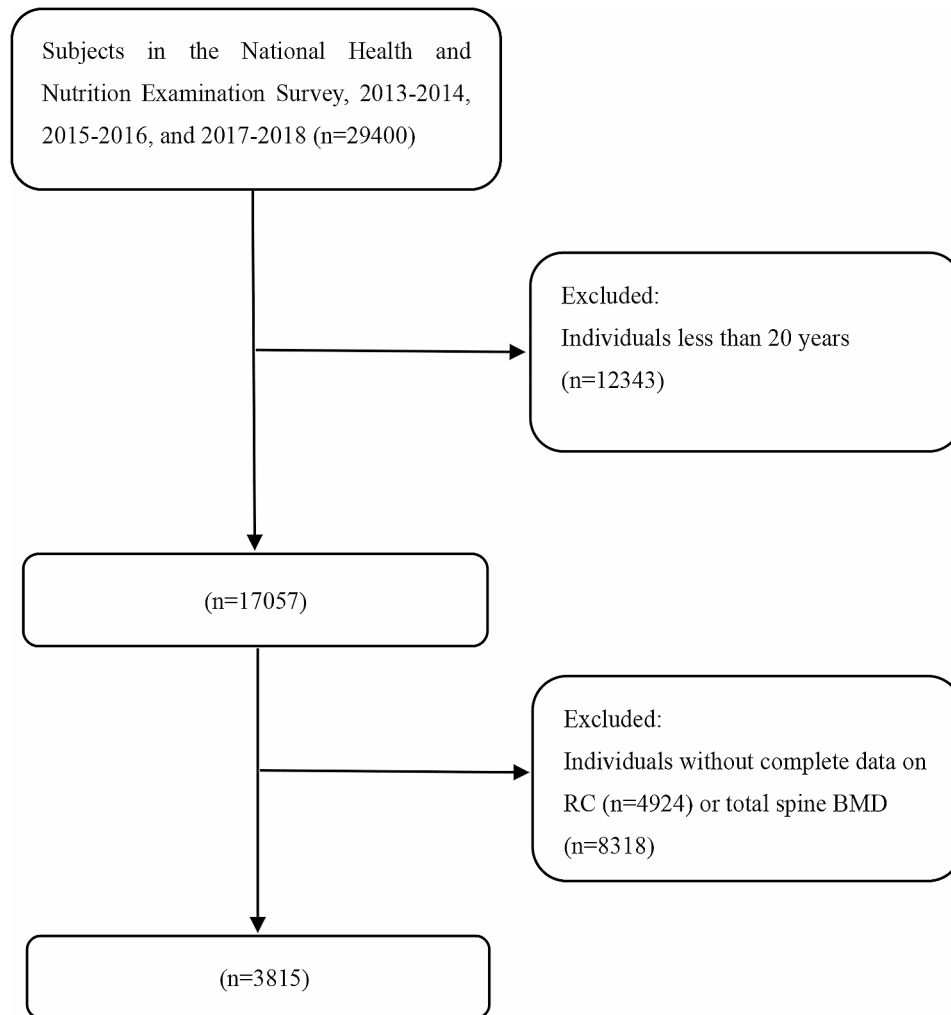 Subjects in the National Health and
Nutrition Examination Survey, 2013-2014,
2015-2016, and 2017-2018 (n=29400)
Excluded:
Individuals less than 20 years
(n=12343)
(n=17057)
Excluded:
Individuals without complete data on
RC (n=4924) or total spine BMD
(n=8318)
(n=3815)